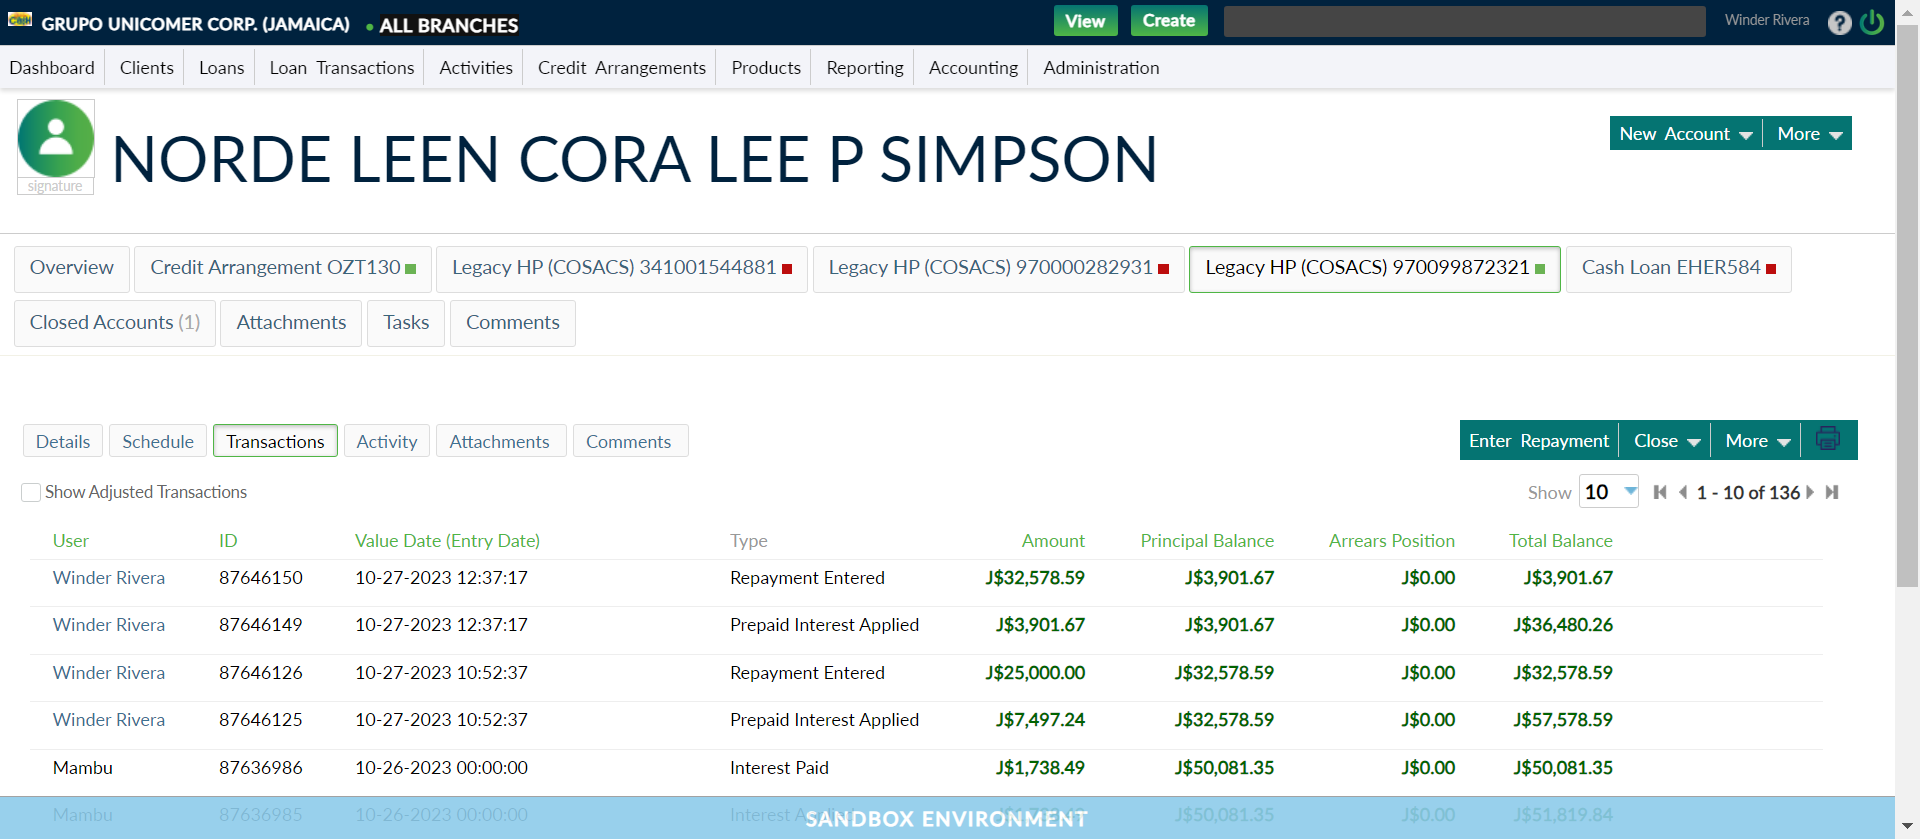 Cash GRUPO UNICOMER CORP. (JAMAICA) ALL BRANCHES View Create Winder Rivera ?
Dashboard Clients Loans Loan Transactions Activities Credit Arrangements Products Reporting Accounting Administration
signature
NORDE LEEN CORA LEE P SIMPSON
New Account More
Overview Credit Arrangement OZT130 Legacy HP (COSACS) 341001544881 Legacy HP (COSACS) 970000282931 Legacy HP (COSACS) 970099872321 Cash Loan EHER584
Closed Accounts (1) Attachments Tasks Comments
Details Schedule Transactions Activity Attachments Comments Enter Repayment Close More
Show Adjusted Transactions Show 10 1 - 10 of 136
User ID Value Date (Entry Date) Type Amount Principal Balance Arrears Position Total Balance
Winder Rivera 87646150 10-27-2023 12:37:17 Repayment Entered J$32,578.59 J$3,901.67 J$0.00 J$3,901.67
Winder Rivera 87646149 10-27-2023 12:37:17 Prepaid Interest Applied J$3,901.67 J$3,901.67 J$0.00 J$36,480.26
Winder Rivera 87646126 10-27-2023 10:52:37 Repayment Entered J$25,000.00 J$32,578.59 J$0.00 J$32,578.59
Winder Rivera 87646125 10-27-2023 10:52:37 Prepaid Interest Applied J$7,497.24 J$32,578.59 J$0.00 J$57,578.59
Mambu 87636986 10-26-2023 00:00:00 Interest Paid J$1,738.49 J$50,081.35 J$0.00 J$50,081.35
Mambu 87636985 10-26-2023 00:00:00 Interest J$50,081.35 J$0.00 J$51,819.84
SANDBOX ENVIRONMENT